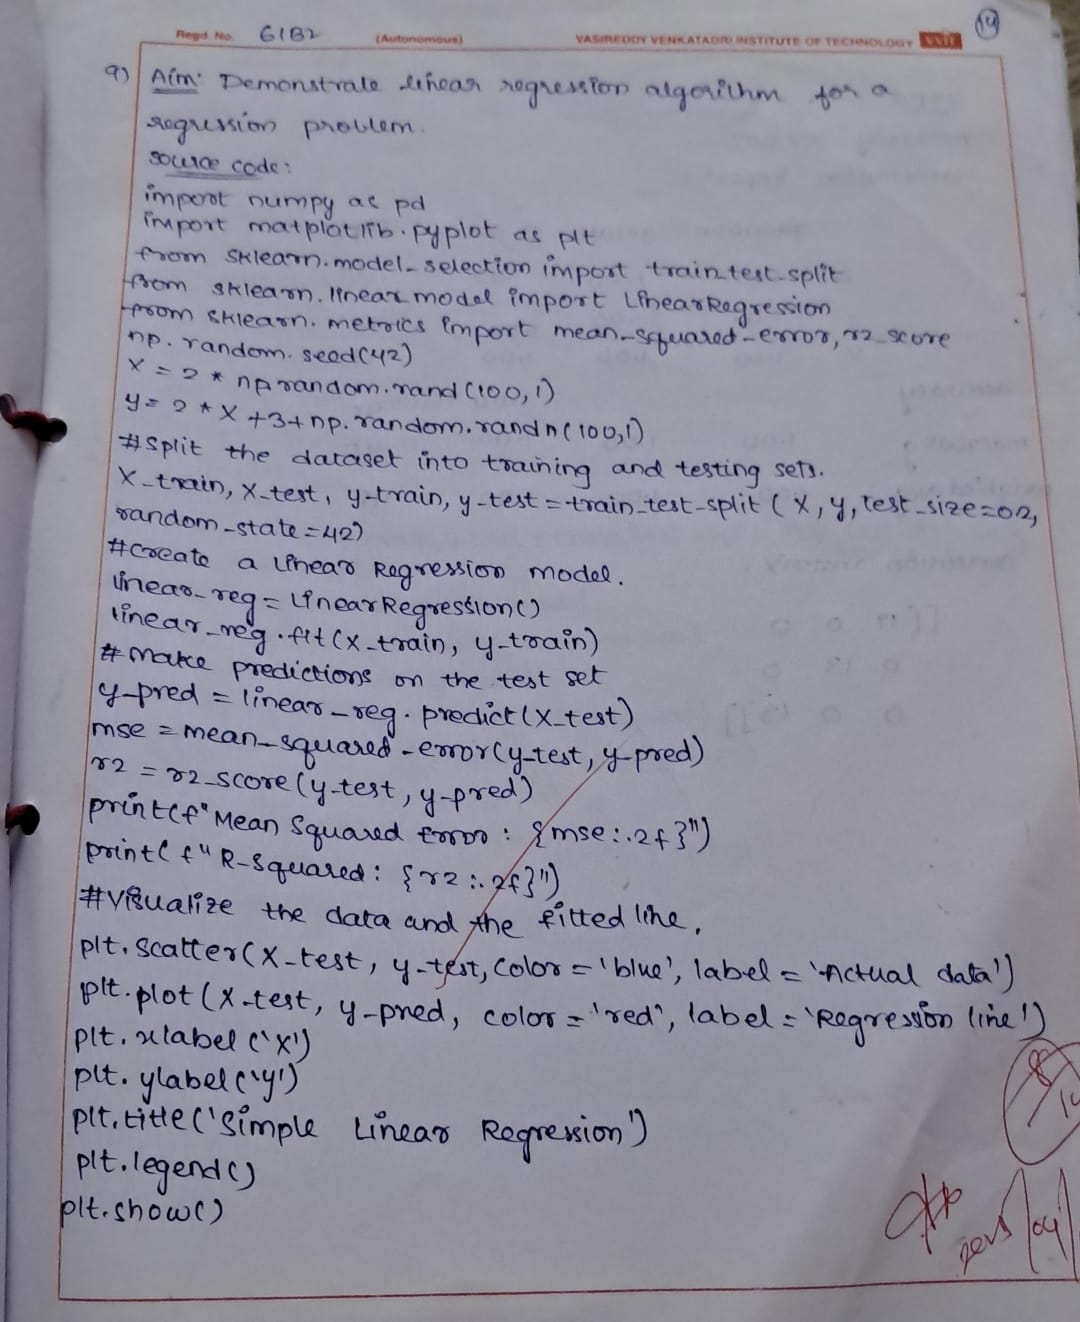 14
Regd. No. 61B2 (Autonomous) VASIREDDY VENKATADRI INSTITUTE OF TECHNOLOGY VVIT
9) Aim: Demonstrate linear regression algorithm for a
regression problem.
source code:
import numpy as pd
import matplotlib.pyplot as plt
from sklearn.model_selection import train_test_split
from sklearn.linear model import LinearRegression
from sklearn.metrics import mean_squared_error, r2_score
np.random.seed(42)
X = 2 * np random.rand(100,1)
y = 2 * X +3+np.random.randn(100,1)
#Split the dataset into training and testing sets.
X_train, X_test, y_train, y_test = train_test_split(X, y, test_size=02,
random_state=42)
#Create a Linear Regression model.
linear_reg = LinearRegression()
linear_reg.fit(x_train, y_train)
# Make predictions on the test set
y_pred = linear_reg.predict(X_test)
mse = mean_squared_error(y_test, y_pred)
r2 = r2_score(y_test, y_pred)
print(f"Mean Squared Error : {mse:.2f}")
print(f"R-Squared: {r2:.2f}")
#Visualize the data and the fitted line.
plt.scatter(X_test, y_test, color='blue', label='Actual data')
plt.plot(X_test, y_pred, color='red', label='Regression line')
plt.xlabel('X')
plt.ylabel('y')
plt.title('Simple Linear Regression')
plt.legend()
plt.show()
8